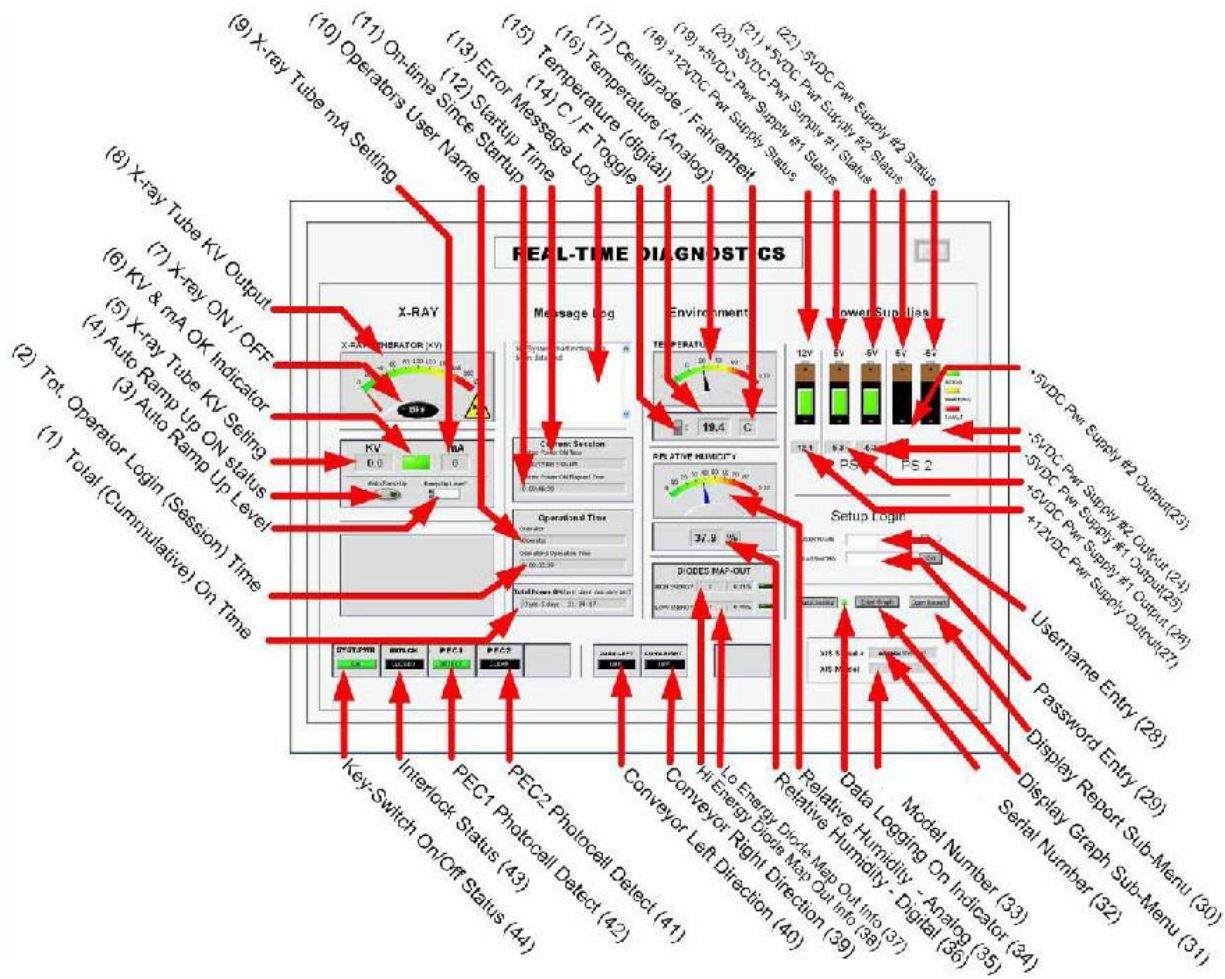 (1) Total (Cummulative) On Time
(2) Tot. Operator Login (Session) Time
(3) Auto Ramp Up Level
(4) Auto Ramp Up ON status
(5) X-ray Tube KV Seting
(6) KV & mA OK Indicator
(7) X-ray ON / OFF
(8) X-ray Tube KV Output
(9) X-ray Tube mA Setting
(10) Operators User Name
(11) On-time Since Startup
(12) Startup Time
(13) Error Message Log
(14) C / F Toggle
(15) Temperature (digital)
(16) Temperature (Analog)
(17) Centigrade / Fahrenheit
(18) +12VDC Pwr Supply Status
(19) +5VDC Pwr Supply #1 Status
(20) -5VDC Pwr Supply #1 Status
(21) +5VDC Pwr Supply #2 Status
(22) -5VDC Pwr Supply #2 Status
REAL-TIME DIAGNOSTICS
X-RAY
Message Log
Environment
Power Supplies
X-RAY GENERATOR (KV)
TEMPERATURE
12V 5V -5V 5V -5V
OFF
KV mA
0.0 0
19.4 C
Current Session
RELATIVE HUMIDITY
PS PS 2
Operational Time
Operator
37.9 %
Setup Login
DIODES MAP-OUT
SYST.PWR INTLCK PEC1 PEC2
CLOSED CLEAR
OFF OFF
+5VDC Pwr Supply #2 Output(23)
-5VDC Pwr Supply #2 Output (24)
-5VDC Pwr Supply #1 Output(25)
+5VDC Pwr Supply #1 Output (26)
+12VDC Pwr Supply Output(27)
Username Entry (28)
Password Entry (29)
Display Report Sub-Menu (30)
Display Graph Sub-Menu (31)
Serial Number (32)
Model Number (33)
Data Logging On Indicator (34)
Relative Humidity - Analog (35)
Relative Humidity - Digital (36)
Lo Energy Diode Map Out Info (37)
Hi Energy Diode Map Out Info (38)
Conveyor Right Direction (39)
Conveyor Left Direction (40)
PEC2 Photocell Detect (41)
PEC1 Photocell Detect (42)
Interlock Status (43)
Key-Switch On/Off Status (44)